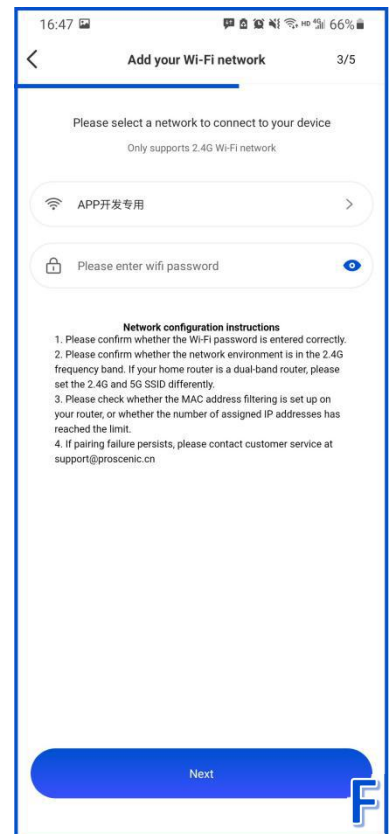 16:47 HD 4G 66%
Add your Wi-Fi network 3/5
Please select a network to connect to your device
Only supports 2.4G Wi-Fi network
APP开发专用
Please enter wifi password
Network configuration instructions
1. Please confirm whether the Wi-Fi password is entered correctly.
2. Please confirm whether the network environment is in the 2.4G
frequency band. If your home router is a dual-band router, please
set the 2.4G and 5G SSID differently.
3. Please check whether the MAC address filtering is set up on
your router, or whether the number of assigned IP addresses has
reached the limit.
4. If pairing failure persists, please contact customer service at
support@proscenic.cn
Next
F